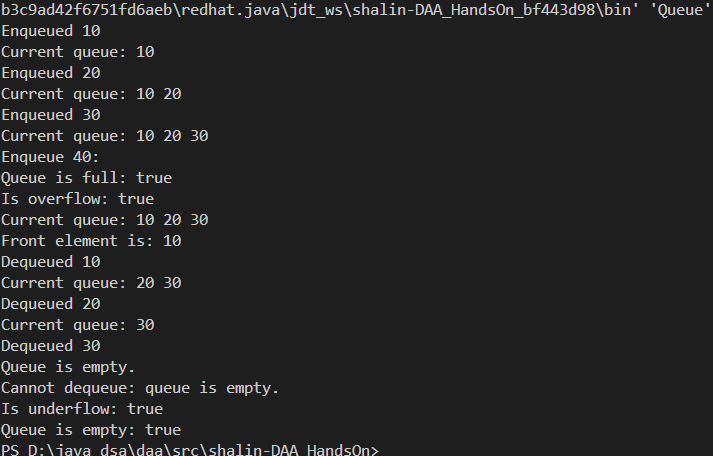 b3c9ad42f6751fd6aeb\redhat.java\jdt_ws\shalin-DAA_HandsOn_bf443d98\bin' 'Queue'
Enqueued 10
Current queue: 10
Enqueued 20
Current queue: 10 20
Enqueued 30
Current queue: 10 20 30
Enqueue 40:
Queue is full: true
Is overflow: true
Current queue: 10 20 30
Front element is: 10
Dequeued 10
Current queue: 20 30
Dequeued 20
Current queue: 30
Dequeued 30
Queue is empty.
Cannot dequeue: queue is empty.
Is underflow: true
Queue is empty: true
PS D:\java dsa\daa\src\shalin-DAA HandsOn>